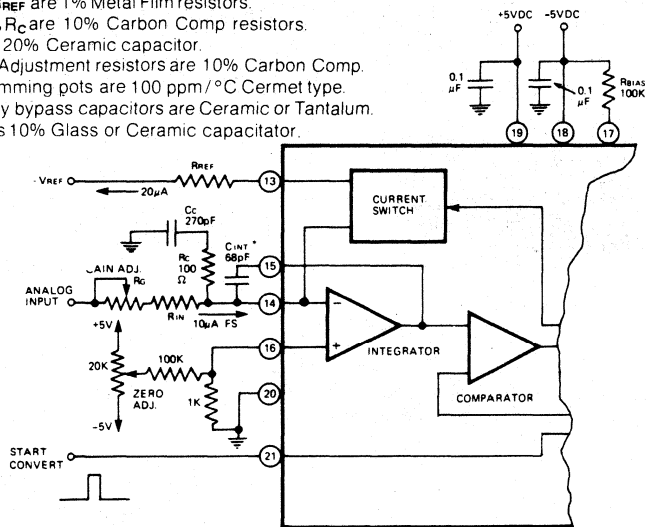 REF are 1% Metal Film resistors.
RC are 10% Carbon Comp resistors.
20% Ceramic capacitor.
Adjustment resistors are 10% Carbon Comp.
mming pots are 100 ppm/°C Cermet type.
y bypass capacitors are Ceramic or Tantalum.
s 10% Glass or Ceramic capacitator.
+5VDC -5VDC
0.1 µF
0.1 µF
RBIAS 100K
19 18 17
-VREF
20µA
RREF
13
CURRENT SWITCH
CC 270pF
RC 100 Ω
CINT * 68pF
15
AIN ADJ.
RG
ANALOG INPUT
RIN
10µA FS
14
−
+
INTEGRATOR
COMPARATOR
+5V
20K
100K
ZERO ADJ.
−5V
1K
16
20
START CONVERT
21